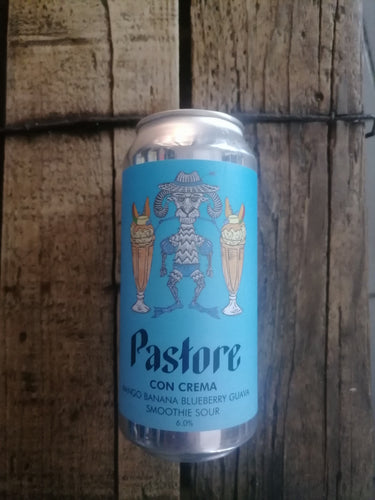 Pastore
CON CREMA
MANGO BANANA BLUEBERRY GUAVA
SMOOTHIE SOUR
6.0%